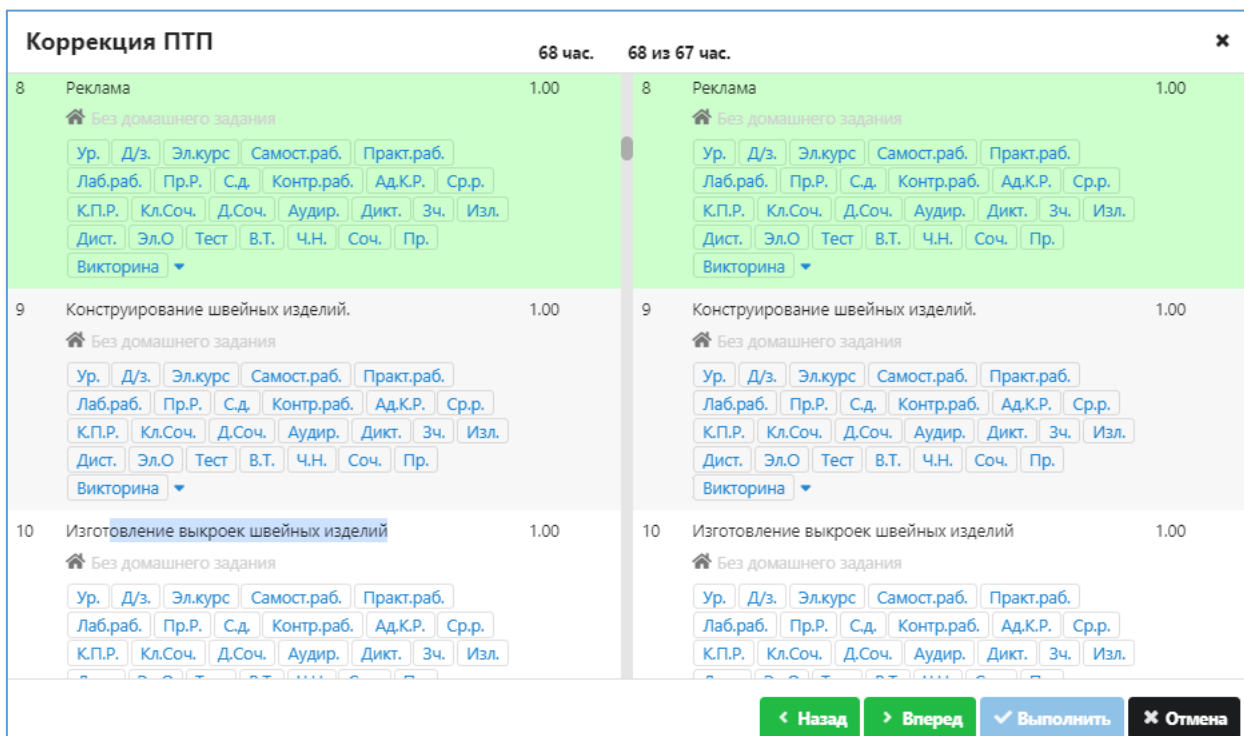 Коррекция ПТП
68 час.
68 из 67 час.
8 Реклама 1.00
Без домашнего задания
Ур. Д/з. Эл.курс Самост.раб. Практ.раб.
Лаб.раб. Пр.Р. С.д. Контр.раб. Ад.К.Р. Ср.р.
К.П.Р. Кл.Соч. Д.Соч. Аудир. Дикт. Зч. Изл.
Дист. Эл.О Тест В.Т. Ч.Н. Соч. Пр.
Викторина
9 Конструирование швейных изделий. 1.00
Без домашнего задания
Ур. Д/з. Эл.курс Самост.раб. Практ.раб.
Лаб.раб. Пр.Р. С.д. Контр.раб. Ад.К.Р. Ср.р.
К.П.Р. Кл.Соч. Д.Соч. Аудир. Дикт. Зч. Изл.
Дист. Эл.О Тест В.Т. Ч.Н. Соч. Пр.
Викторина
10 Изготовление выкроек швейных изделий 1.00
Без домашнего задания
Ур. Д/з. Эл.курс Самост.раб. Практ.раб.
Лаб.раб. Пр.Р. С.д. Контр.раб. Ад.К.Р. Ср.р.
К.П.Р. Кл.Соч. Д.Соч. Аудир. Дикт. Зч. Изл.
8 Реклама 1.00
Без домашнего задания
Ур. Д/з. Эл.курс Самост.раб. Практ.раб.
Лаб.раб. Пр.Р. С.д. Контр.раб. Ад.К.Р. Ср.р.
К.П.Р. Кл.Соч. Д.Соч. Аудир. Дикт. Зч. Изл.
Дист. Эл.О Тест В.Т. Ч.Н. Соч. Пр.
Викторина
9 Конструирование швейных изделий. 1.00
Без домашнего задания
Ур. Д/з. Эл.курс Самост.раб. Практ.раб.
Лаб.раб. Пр.Р. С.д. Контр.раб. Ад.К.Р. Ср.р.
К.П.Р. Кл.Соч. Д.Соч. Аудир. Дикт. Зч. Изл.
Дист. Эл.О Тест В.Т. Ч.Н. Соч. Пр.
Викторина
10 Изготовление выкроек швейных изделий 1.00
Без домашнего задания
Ур. Д/з. Эл.курс Самост.раб. Практ.раб.
Лаб.раб. Пр.Р. С.д. Контр.раб. Ад.К.Р. Ср.р.
К.П.Р. Кл.Соч. Д.Соч. Аудир. Дикт. Зч. Изл.
Назад Вперед Выполнить Отмена